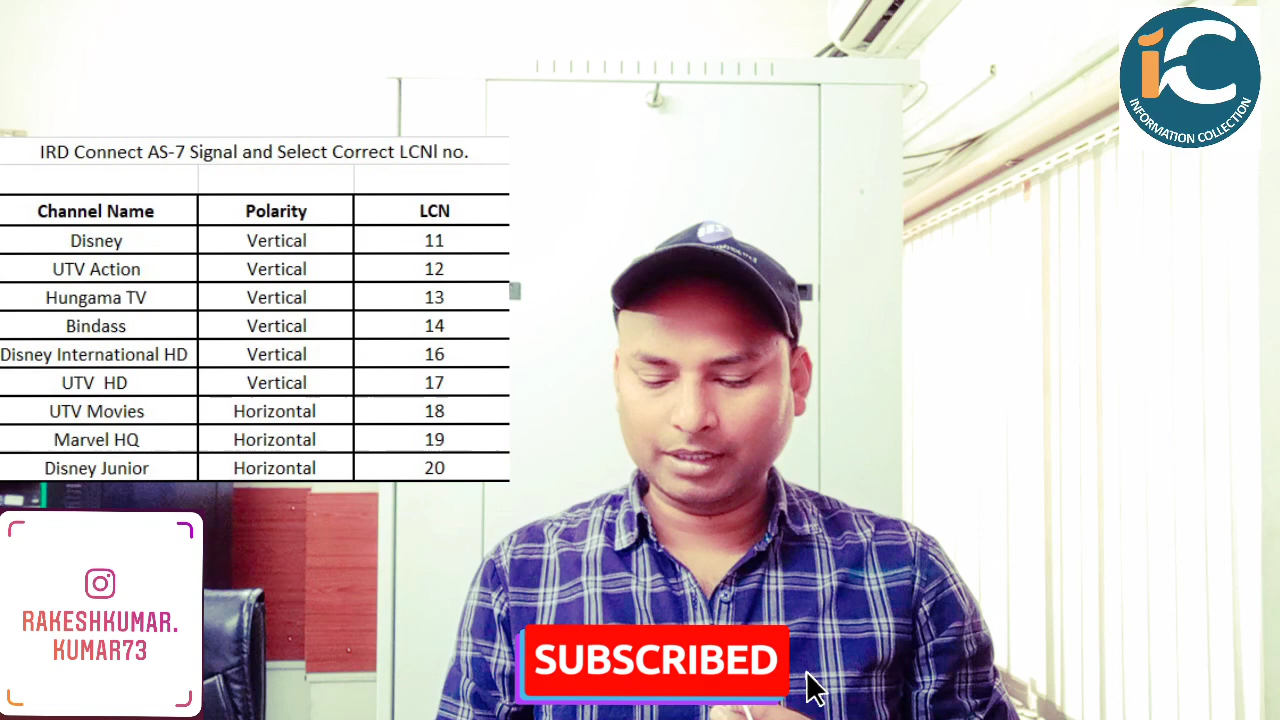 IRD Connect AS-7 Signal and Select Correct LCNl no.
Channel Name Polarity LCN
Disney Vertical 11
UTV Action Vertical 12
Hungama TV Vertical 13
Bindass Vertical 14
Disney International HD Vertical 16
UTV HD Vertical 17
UTV Movies Horizontal 18
Marvel HQ Horizontal 19
Disney Junior Horizontal 20
iC
INFORMATION COLLECTION
RAKESHKUMAR.
KUMAR73
SUBSCRIBED